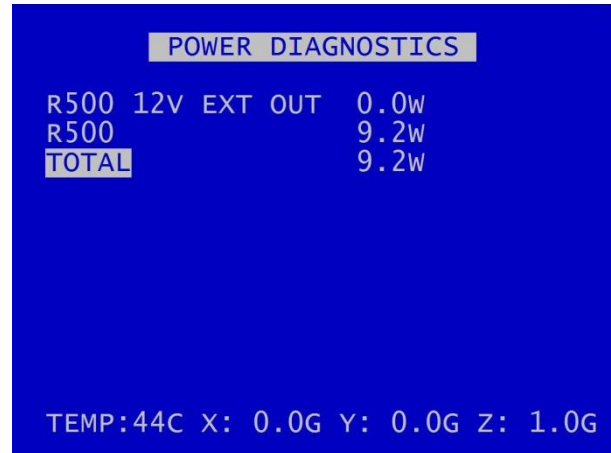 POWER DIAGNOSTICS
R500 12V EXT OUT 0.0W
R500 9.2W
TOTAL 9.2W
TEMP:44C X: 0.0G Y: 0.0G Z: 1.0G